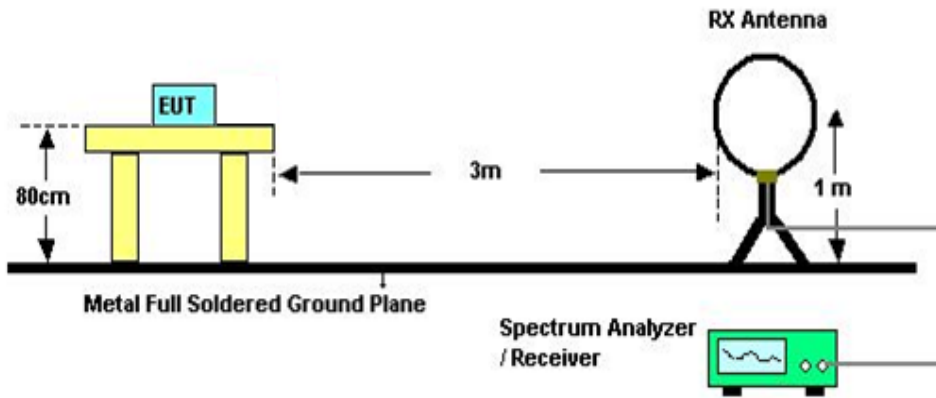 RX Antenna
EUT
3m
80cm
1 m
Metal Full Soldered Ground Plane
Spectrum Analyzer
/ Receiver